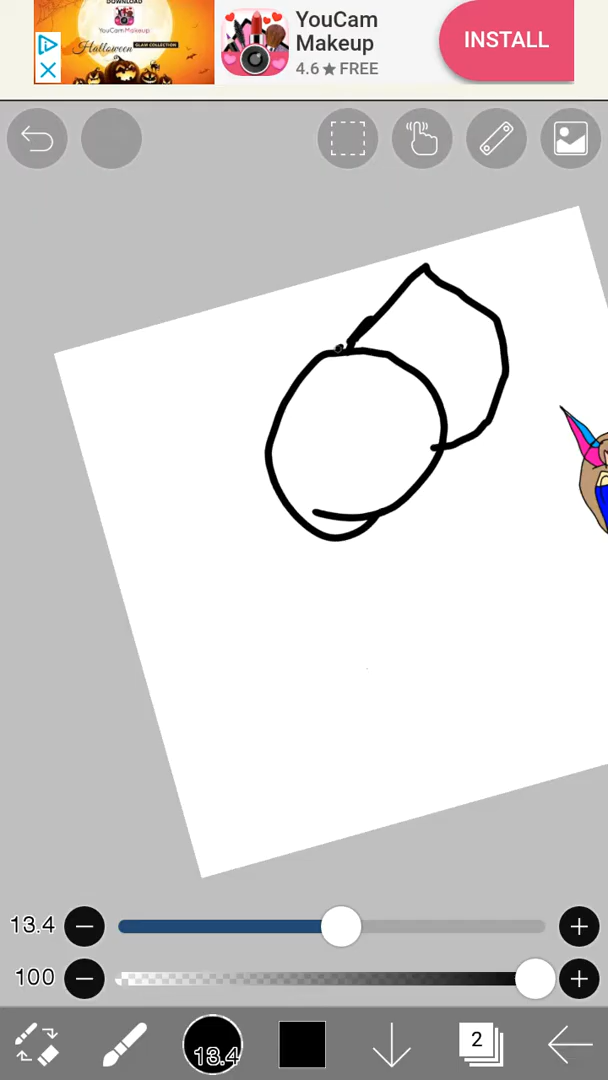 DOWNLOAD
YouCam Makeup
Halloween GLAM COLLECTION
YouCam
Makeup
4.6★FREE
INSTALL
13.4
100
13.4
2